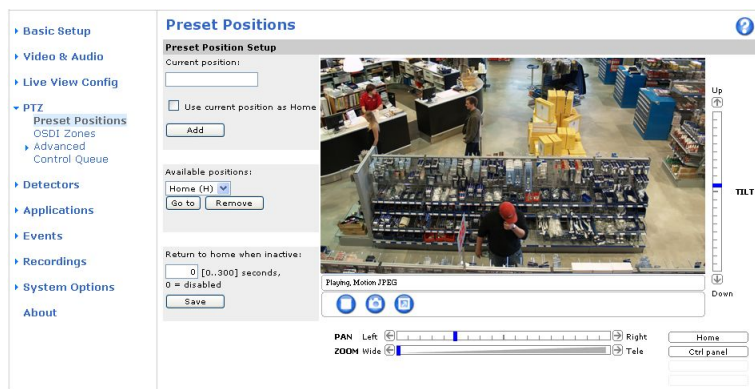 Basic Setup
Video & Audio
Live View Config
PTZ
Preset Positions
OSDI Zones
Advanced
Control Queue
Detectors
Applications
Events
Recordings
System Options
About
Preset Positions
?
Preset Position Setup
Current position:
Use current position as Home
Add
Available positions:
Home (H)
Go to
Remove
Return to home when inactive:
0 [0..300] seconds,
0 = disabled
Save
Playing, Motion JPEG
Up
TILT
Down
PAN Left Right
ZOOM Wide Tele
Home
Ctrl panel